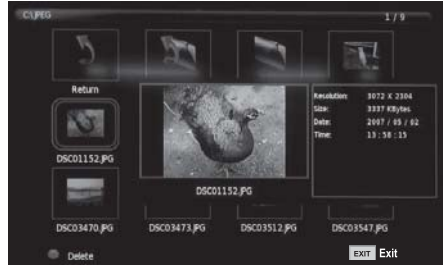 C:\JPEG
1 / 9
Return
Resolution: 3072 X 2304
Size: 3337 KBytes
Date: 2007 / 05 / 02
Time: 13 : 58 : 15
DSC01152.JPG
DSC01152.JPG
DSC03470.JPG DSC03473.JPG DSC03512.JPG DSC03547.JPG
Delete
EXIT Exit